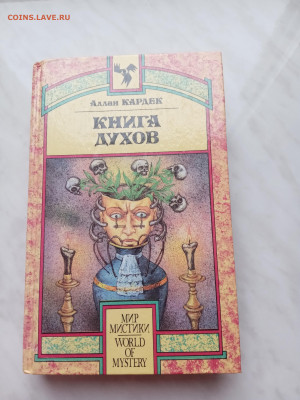 COINS.LAVE.RU
Аллан КАРДЕК
КНИГА
ДУХОВ
МИР
МИСТИКИ
WORLD
OF
MYSTERY